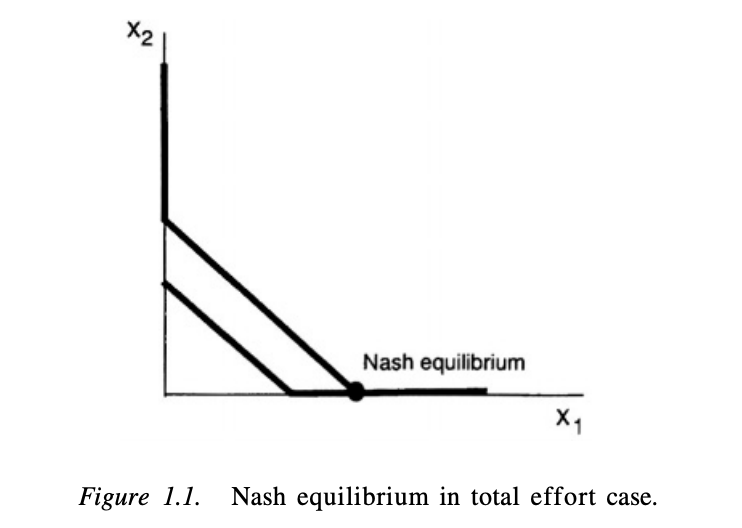 x2
Nash equilibrium
x1
Figure 1.1. Nash equilibrium in total effort case.